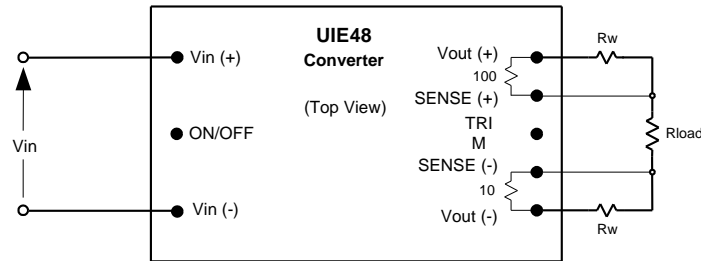 UIE48
Converter
(Top View)
Vin (+)
ON/OFF
Vin (-)
Vin
Vout (+)
100
SENSE (+)
TRI
M
SENSE (-)
10
Vout (-)
Rw
Rload
Rw